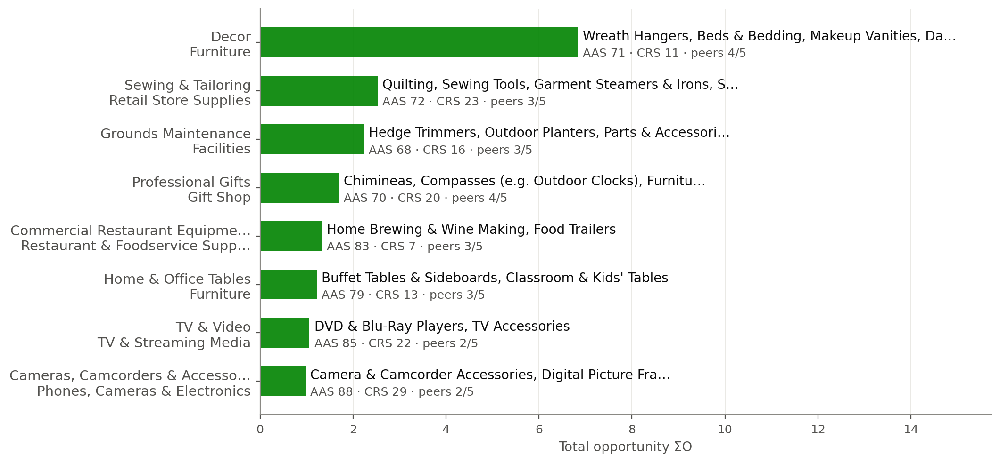 Decor
Furniture
Wreath Hangers, Beds & Bedding, Makeup Vanities, Da…
AAS 71 · CRS 11 · peers 4/5
Sewing & Tailoring
Retail Store Supplies
Quilting, Sewing Tools, Garment Steamers & Irons, S…
AAS 72 · CRS 23 · peers 3/5
Grounds Maintenance
Facilities
Hedge Trimmers, Outdoor Planters, Parts & Accessori…
AAS 68 · CRS 16 · peers 3/5
Professional Gifts
Gift Shop
Chimineas, Compasses (e.g. Outdoor Clocks), Furnitu…
AAS 70 · CRS 20 · peers 4/5
Commercial Restaurant Equipme…
Restaurant & Foodservice Supp…
Home Brewing & Wine Making, Food Trailers
AAS 83 · CRS 7 · peers 3/5
Home & Office Tables
Furniture
Buffet Tables & Sideboards, Classroom & Kids' Tables
AAS 79 · CRS 13 · peers 3/5
TV & Video
TV & Streaming Media
DVD & Blu-Ray Players, TV Accessories
AAS 85 · CRS 22 · peers 2/5
Cameras, Camcorders & Accesso…
Phones, Cameras & Electronics
Camera & Camcorder Accessories, Digital Picture Fra…
AAS 88 · CRS 29 · peers 2/5
0 2 4 6 8 10 12 14
Total opportunity ΣO